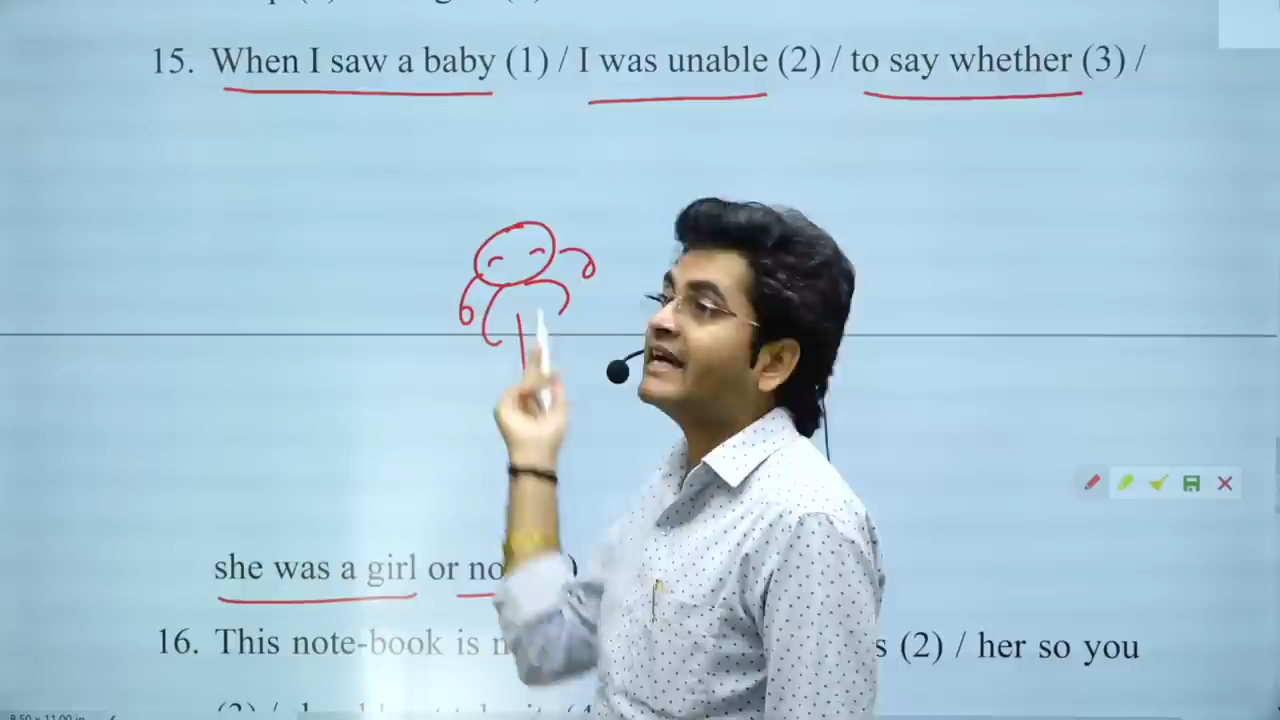 15. When I saw a baby (1) / I was unable (2) / to say whether (3) /
she was a girl or
16. This note-book is (2) / her so you